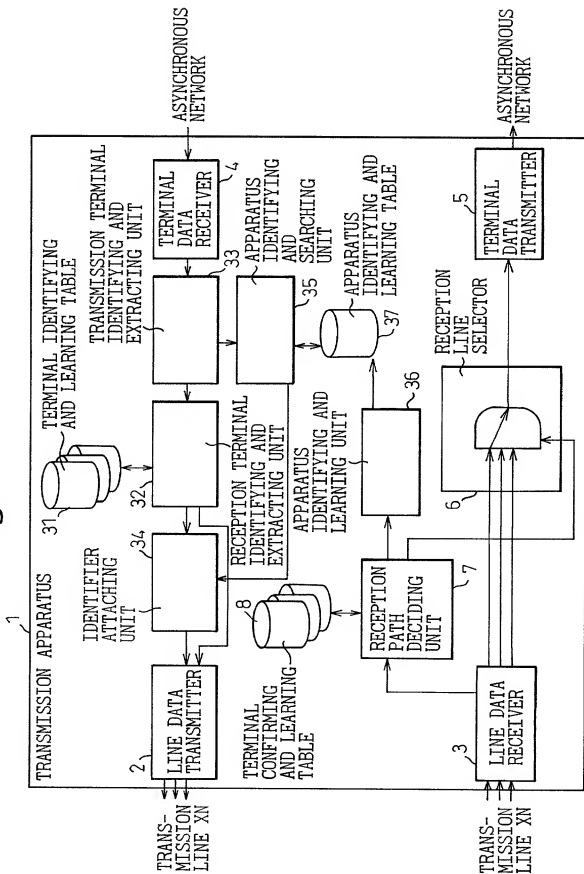 1
TRANSMISSION APPARATUS
TRANS-
MISSION
LINE XN
2
LINE DATA
TRANSMITTER
IDENTIFIER
ATTACHING
UNIT
34
31
TERMINAL IDENTIFYING
AND LEARNING TABLE
32
RECEPTION TERMINAL
IDENTIFYING AND
EXTRACTING UNIT
TRANSMISSION TERMINAL
IDENTIFYING AND
EXTRACTING UNIT
33
TERMINAL
DATA
RECEIVER
4
ASYNCHRONOUS
NETWORK
APPARATUS
IDENTIFYING
AND
SEARCHING
UNIT
35
APPARATUS
IDENTIFYING AND
LEARNING TABLE
37
APPARATUS
IDENTIFYING AND
LEARNING UNIT
36
TERMINAL
CONFIRMING
AND LEARNING
TABLE
8
RECEPTION
PATH
DECIDING
UNIT
7
TRANS-
MISSION
LINE XN
3
LINE DATA
RECEIVER
6
RECEPTION
LINE
SELECTOR
TERMINAL
DATA
TRANSMITTER
5
ASYNCHRONOUS
NETWORK